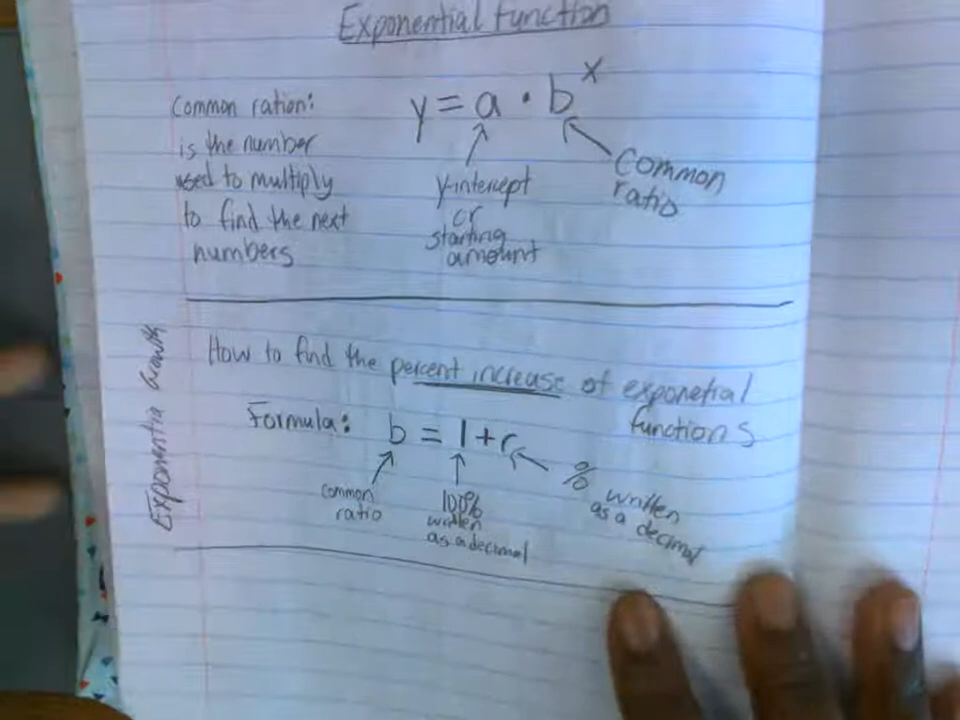 Exponential Function
Common ration:
is the number
used to multiply
to find the next
numbers
y = a · b^x
y-intercept
or
starting
amount
Common
ratio
Exponentia Growth
How to find the percent increase of exponetial
functions
Formula: b = 1 + r
common
ratio
100%
written
as a decimal
% written
as a decimal